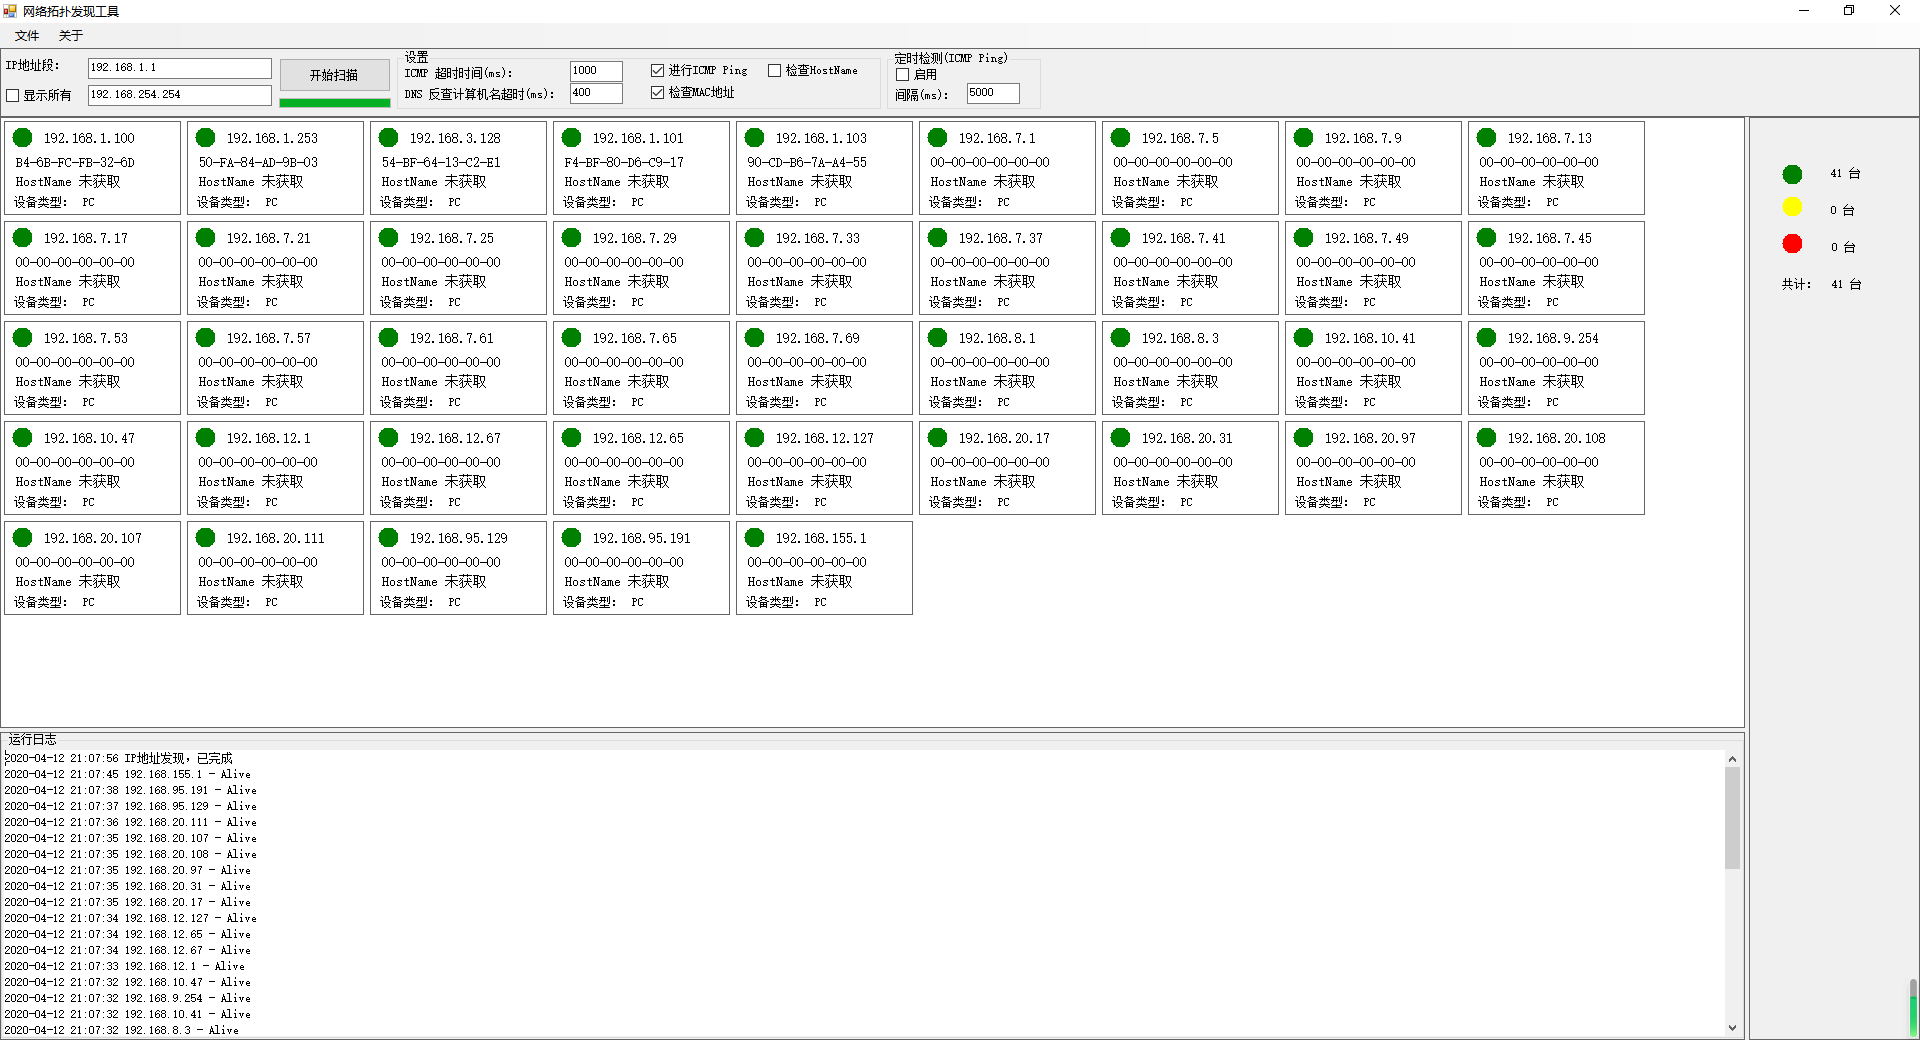 网络拓扑发现工具
文件 关于
IP地址段： 192.168.1.1 开始扫描
显示所有 192.168.254.254
设置
ICMP 超时时间(ms)： 1000 进行ICMP Ping 检查HostName
DNS 反查计算机名超时(ms)： 400 检查MAC地址
定时检测(ICMP Ping)
启用
间隔(ms)： 5000
192.168.1.100 192.168.1.253 192.168.3.128 192.168.1.101 192.168.1.103 192.168.7.1 192.168.7.5 192.168.7.9 192.168.7.13
B4-6B-FC-FB-32-6D 50-FA-84-AD-9B-03 54-BF-64-13-C2-E1 F4-BF-80-D6-C9-17 90-CD-B6-7A-A4-55 00-00-00-00-00-00 00-00-00-00-00-00 00-00-00-00-00-00 00-00-00-00-00-00
HostName 未获取 HostName 未获取 HostName 未获取 HostName 未获取 HostName 未获取 HostName 未获取 HostName 未获取 HostName 未获取 HostName 未获取
设备类型： PC 设备类型： PC 设备类型： PC 设备类型： PC 设备类型： PC 设备类型： PC 设备类型： PC 设备类型： PC 设备类型： PC
192.168.7.17 192.168.7.21 192.168.7.25 192.168.7.29 192.168.7.33 192.168.7.37 192.168.7.41 192.168.7.49 192.168.7.45
00-00-00-00-00-00 00-00-00-00-00-00 00-00-00-00-00-00 00-00-00-00-00-00 00-00-00-00-00-00 00-00-00-00-00-00 00-00-00-00-00-00 00-00-00-00-00-00 00-00-00-00-00-00
HostName 未获取 HostName 未获取 HostName 未获取 HostName 未获取 HostName 未获取 HostName 未获取 HostName 未获取 HostName 未获取 HostName 未获取
设备类型： PC 设备类型： PC 设备类型： PC 设备类型： PC 设备类型： PC 设备类型： PC 设备类型： PC 设备类型： PC 设备类型： PC
192.168.7.53 192.168.7.57 192.168.7.61 192.168.7.65 192.168.7.69 192.168.8.1 192.168.8.3 192.168.10.41 192.168.9.254
00-00-00-00-00-00 00-00-00-00-00-00 00-00-00-00-00-00 00-00-00-00-00-00 00-00-00-00-00-00 00-00-00-00-00-00 00-00-00-00-00-00 00-00-00-00-00-00 00-00-00-00-00-00
HostName 未获取 HostName 未获取 HostName 未获取 HostName 未获取 HostName 未获取 HostName 未获取 HostName 未获取 HostName 未获取 HostName 未获取
设备类型： PC 设备类型： PC 设备类型： PC 设备类型： PC 设备类型： PC 设备类型： PC 设备类型： PC 设备类型： PC 设备类型： PC
192.168.10.47 192.168.12.1 192.168.12.67 192.168.12.65 192.168.12.127 192.168.20.17 192.168.20.31 192.168.20.97 192.168.20.108
00-00-00-00-00-00 00-00-00-00-00-00 00-00-00-00-00-00 00-00-00-00-00-00 00-00-00-00-00-00 00-00-00-00-00-00 00-00-00-00-00-00 00-00-00-00-00-00 00-00-00-00-00-00
HostName 未获取 HostName 未获取 HostName 未获取 HostName 未获取 HostName 未获取 HostName 未获取 HostName 未获取 HostName 未获取 HostName 未获取
设备类型： PC 设备类型： PC 设备类型： PC 设备类型： PC 设备类型： PC 设备类型： PC 设备类型： PC 设备类型： PC 设备类型： PC
192.168.20.107 192.168.20.111 192.168.95.129 192.168.95.191 192.168.155.1
00-00-00-00-00-00 00-00-00-00-00-00 00-00-00-00-00-00 00-00-00-00-00-00 00-00-00-00-00-00
HostName 未获取 HostName 未获取 HostName 未获取 HostName 未获取 HostName 未获取
设备类型： PC 设备类型： PC 设备类型： PC 设备类型： PC 设备类型： PC
41 台
0 台
0 台
共计： 41 台
运行日志
2020-04-12 21:07:56 IP地址发现，已完成
2020-04-12 21:07:45 192.168.155.1 - Alive
2020-04-12 21:07:38 192.168.95.191 - Alive
2020-04-12 21:07:37 192.168.95.129 - Alive
2020-04-12 21:07:36 192.168.20.111 - Alive
2020-04-12 21:07:35 192.168.20.107 - Alive
2020-04-12 21:07:35 192.168.20.108 - Alive
2020-04-12 21:07:35 192.168.20.97 - Alive
2020-04-12 21:07:35 192.168.20.31 - Alive
2020-04-12 21:07:35 192.168.20.17 - Alive
2020-04-12 21:07:34 192.168.12.127 - Alive
2020-04-12 21:07:34 192.168.12.65 - Alive
2020-04-12 21:07:34 192.168.12.67 - Alive
2020-04-12 21:07:33 192.168.12.1 - Alive
2020-04-12 21:07:32 192.168.10.47 - Alive
2020-04-12 21:07:32 192.168.9.254 - Alive
2020-04-12 21:07:32 192.168.10.41 - Alive
2020-04-12 21:07:32 192.168.8.3 - Alive